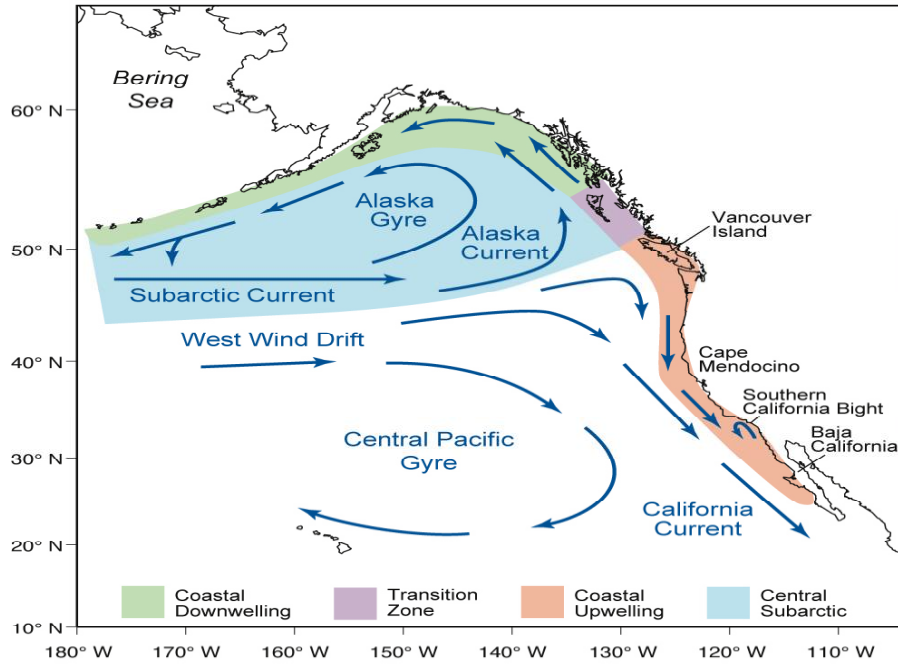 Bering
Sea
60° N
50° N
40° N
30° N
20° N
10° N
Alaska
Gyre
Alaska
Current
Subarctic Current
West Wind Drift
Central Pacific
Gyre
California
Current
Vancouver
Island
Cape
Mendocino
Southern
California Bight
Baja
California
Coastal
Downwelling
Transition
Zone
Coastal
Upwelling
Central
Subarctic
180° W
170° W
160° W
150° W
140° W
130° W
120° W
110° W